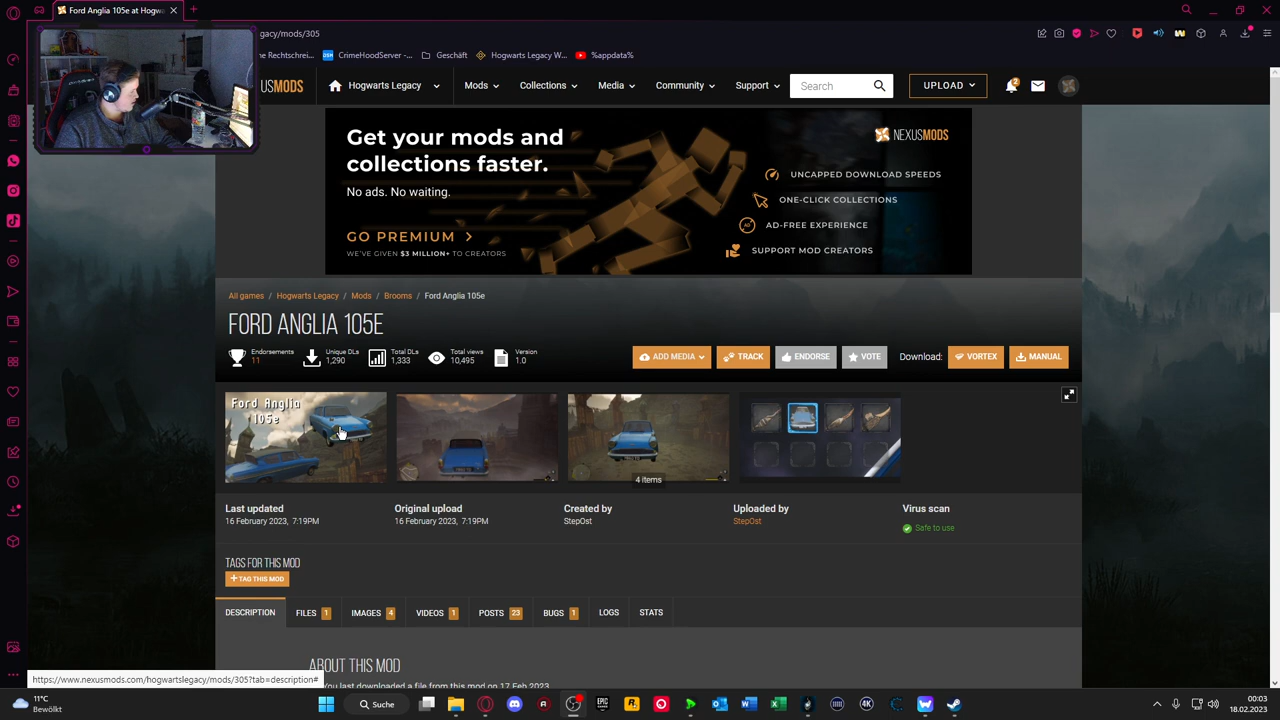 Ford Anglia 105e at Hogwa
gacy/mods/305
ne Rechtschrei...
CrimeHoodServer -...
Geschäft
Hogwarts Legacy W...
%appdata%
USMODS
Hogwarts Legacy
Mods
Collections
Media
Community
Support
Search
UPLOAD
2
Get your mods and
collections faster.
No ads. No waiting.
GO PREMIUM
WE'VE GIVEN $3 MILLION+ TO CREATORS
NEXUSMODS
UNCAPPED DOWNLOAD SPEEDS
ONE-CLICK COLLECTIONS
AD-FREE EXPERIENCE
SUPPORT MOD CREATORS
All games / Hogwarts Legacy / Mods / Brooms / Ford Anglia 105e
FORD ANGLIA 105E
Endorsements
11
Unique DLs
1,290
Total DLs
1,333
Total views
10,495
Version
1.0
ADD MEDIA
TRACK
ENDORSE
VOTE
Download:
VORTEX
MANUAL
Ford Anglia
105e
4 items
Last updated
16 February 2023, 7:19PM
Original upload
16 February 2023, 7:19PM
Created by
StepOst
Uploaded by
StepOst
Virus scan
Safe to use
TAGS FOR THIS MOD
+ TAG THIS MOD
DESCRIPTION
FILES 1
IMAGES 4
VIDEOS 1
POSTS 23
BUGS 1
LOGS
STATS
ABOUT THIS MOD
You last downloaded a file from this mod on 17 Feb 2023
https://www.nexusmods.com/hogwartslegacy/mods/305?tab=description#
11°C
Bewölkt
Suche
00:03
18.02.2023